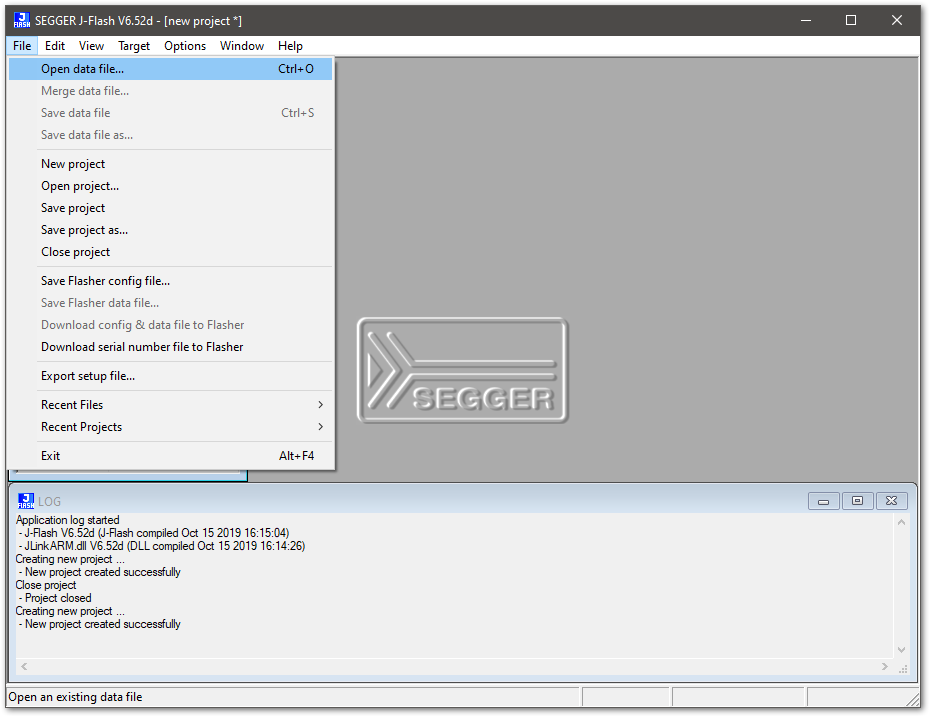 J FLASH SEGGER J-Flash V6.52d - [new project *]
File Edit View Target Options Window Help
Open data file... Ctrl+O
Merge data file...
Save data file Ctrl+S
Save data file as...
New project
Open project...
Save project
Save project as...
Close project
Save Flasher config file...
Save Flasher data file...
Download config & data file to Flasher
Download serial number file to Flasher
Export setup file...
Recent Files
Recent Projects
Exit Alt+F4
SEGGER
J FLASH LOG
Application log started
- J-Flash V6.52d (J-Flash compiled Oct 15 2019 16:15:04)
- JLinkARM.dll V6.52d (DLL compiled Oct 15 2019 16:14:26)
Creating new project ...
- New project created successfully
Close project
- Project closed
Creating new project ...
- New project created successfully
Open an existing data file